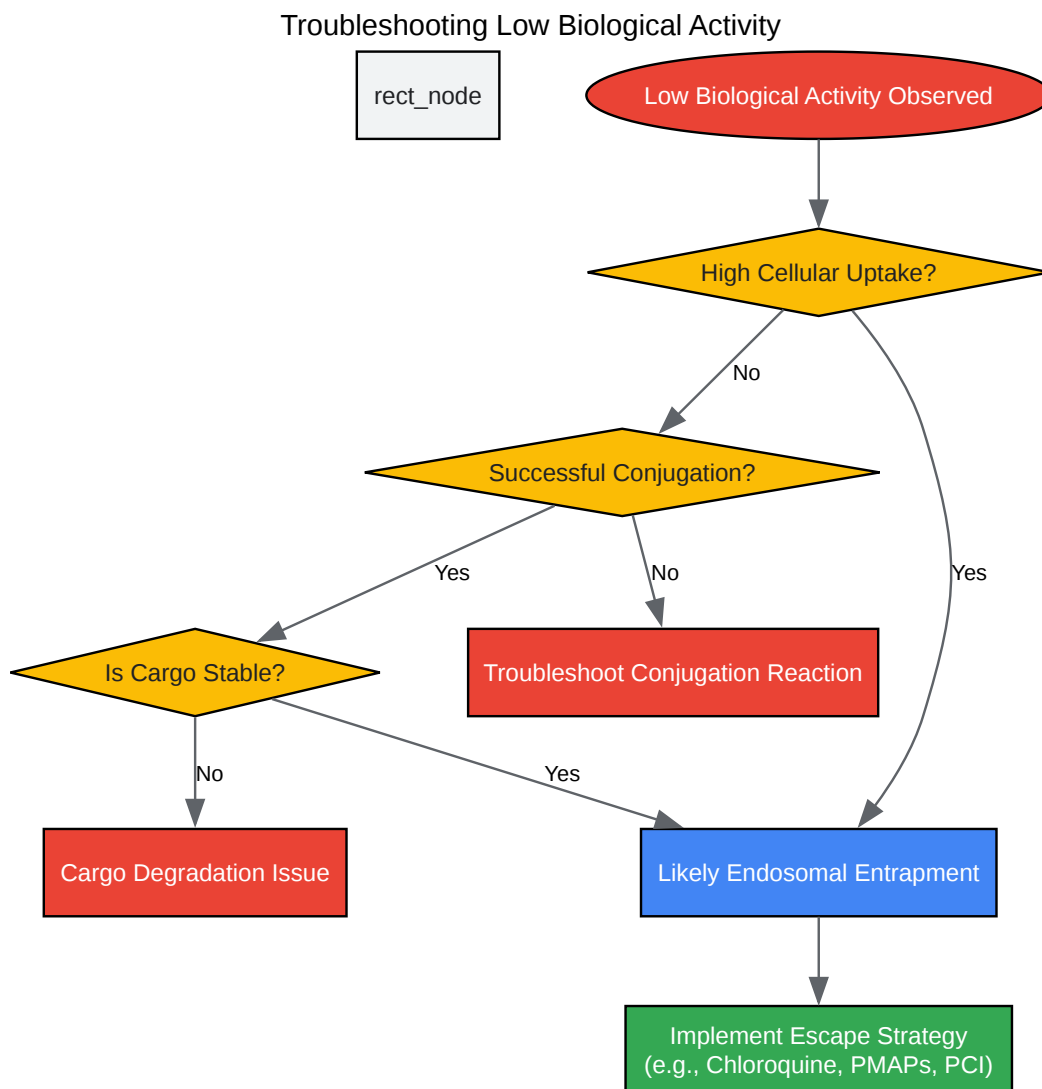 Troubleshooting Low Biological Activity
rect_node
Low Biological Activity Observed
High Cellular Uptake?
No
Successful Conjugation?
Yes
No
Yes
Is Cargo Stable?
Troubleshoot Conjugation Reaction
No
Yes
Cargo Degradation Issue
Likely Endosomal Entrapment
Implement Escape Strategy
(e.g., Chloroquine, PMAPs, PCI)